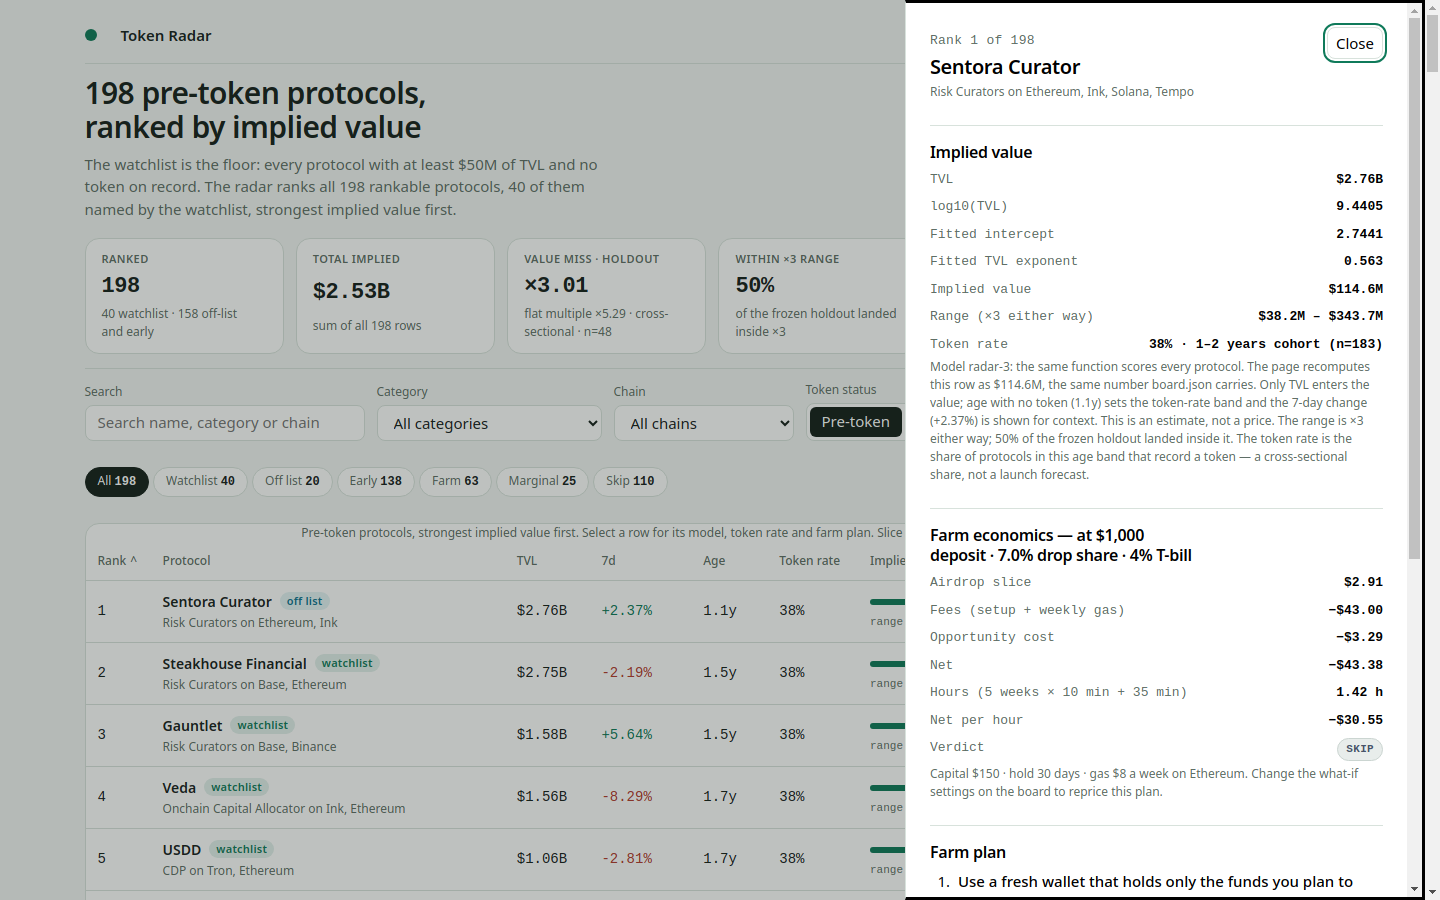 Token Radar
198 pre-token protocols,
ranked by implied value
The watchlist is the floor: every protocol with at least $50M of TVL and no
token on record. The radar ranks all 198 rankable protocols, 40 of them
named by the watchlist, strongest implied value first.
RANKED
198
40 watchlist · 158 off-list
and early
TOTAL IMPLIED
$2.53B
sum of all 198 rows
VALUE MISS · HOLDOUT
×3.01
flat multiple ×5.29 · cross-
sectional · n=48
WITHIN ×3 RANGE
50%
of the frozen holdout landed
inside ×3
Search
Search name, category or chain
Category
All categories
Chain
All chains
Token status
Pre-token
All 198
Watchlist 40
Off list 20
Early 138
Farm 63
Marginal 25
Skip 110
Pre-token protocols, strongest implied value first. Select a row for its model, token rate and farm plan. Slice
Rank ^ Protocol TVL 7d Age Token rate Implie
1 Sentora Curator off list $2.76B +2.37% 1.1y 38%
Risk Curators on Ethereum, Ink range
2 Steakhouse Financial watchlist $2.75B -2.19% 1.5y 38%
Risk Curators on Base, Ethereum range
3 Gauntlet watchlist $1.58B +5.64% 1.5y 38%
Risk Curators on Base, Binance range
4 Veda watchlist $1.56B -8.29% 1.7y 38%
Onchain Capital Allocator on Ink, Ethereum range
5 USDD watchlist $1.06B -2.81% 1.7y 38%
CDP on Tron, Ethereum range
Rank 1 of 198
Close
Sentora Curator
Risk Curators on Ethereum, Ink, Solana, Tempo
Implied value
TVL $2.76B
log10(TVL) 9.4405
Fitted intercept 2.7441
Fitted TVL exponent 0.563
Implied value $114.6M
Range (×3 either way) $38.2M – $343.7M
Token rate 38% · 1–2 years cohort (n=183)
Model radar-3: the same function scores every protocol. The page recomputes
this row as $114.6M, the same number board.json carries. Only TVL enters the
value; age with no token (1.1y) sets the token-rate band and the 7-day change
(+2.37%) is shown for context. This is an estimate, not a price. The range is ×3
either way; 50% of the frozen holdout landed inside it. The token rate is the
share of protocols in this age band that record a token — a cross-sectional
share, not a launch forecast.
Farm economics — at $1,000
deposit · 7.0% drop share · 4% T-bill
Airdrop slice $2.91
Fees (setup + weekly gas) −$43.00
Opportunity cost −$3.29
Net −$43.38
Hours (5 weeks × 10 min + 35 min) 1.42 h
Net per hour −$30.55
Verdict SKIP
Capital $150 · hold 30 days · gas $8 a week on Ethereum. Change the what-if
settings on the board to reprice this plan.
Farm plan
1. Use a fresh wallet that holds only the funds you plan to